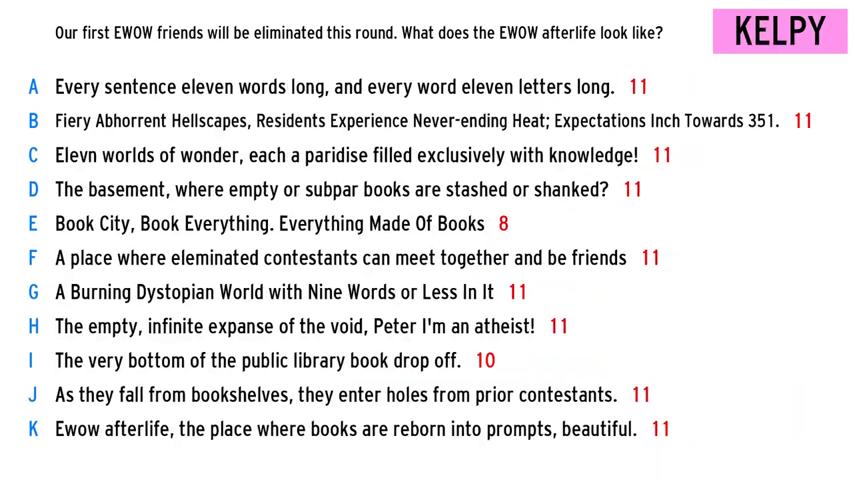 Our first EWOW friends will be eliminated this round. What does the EWOW afterlife look like?
KELPY
A Every sentence eleven words long, and every word eleven letters long. 11
B Fiery Abhorrent Hellscapes, Residents Experience Never-ending Heat; Expectations Inch Towards 351. 11
C Elevn worlds of wonder, each a paridise filled exclusively with knowledge! 11
D The basement, where empty or subpar books are stashed or shanked? 11
E Book City, Book Everything. Everything Made Of Books 8
F A place where eleminated contestants can meet together and be friends 11
G A Burning Dystopian World with Nine Words or Less In It 11
H The empty, infinite expanse of the void, Peter I'm an atheist! 11
I The very bottom of the public library book drop off. 10
J As they fall from bookshelves, they enter holes from prior contestants. 11
K Ewow afterlife, the place where books are reborn into prompts, beautiful. 11